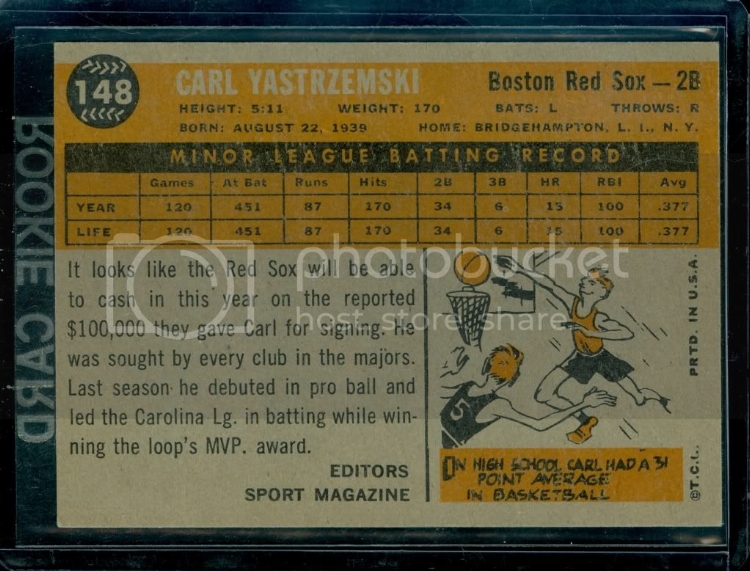 148
CARL YASTRZEMSKI
Boston Red Sox — 2B
HEIGHT: 5:11 WEIGHT: 170 BATS: L THROWS: R
BORN: AUGUST 22, 1939 HOME: BRIDGEHAMPTON, L. I., N. Y.
MINOR LEAGUE BATTING RECORD
Games At Bat Runs Hits 2B 3B HR RBI Avg
YEAR 120 451 87 170 34 6 15 100 .377
LIFE 120 451 87 170 34 6 15 100 .377
It looks like the Red Sox will be able
to cash in this year on the reported
$100,000 they gave Carl for signing. He
was sought by every club in the majors.
Last season he debuted in pro ball and
led the Carolina Lg. in batting while win-
ning the loop's MVP. award.
EDITORS
SPORT MAGAZINE
5
IN HIGH SCHOOL CARL HAD A 31
POINT AVERAGE
IN BASKETBALL
©T.C.I. PRTD. IN U.S.A.
ROOKIE CARD
photobucket
host. store. share.